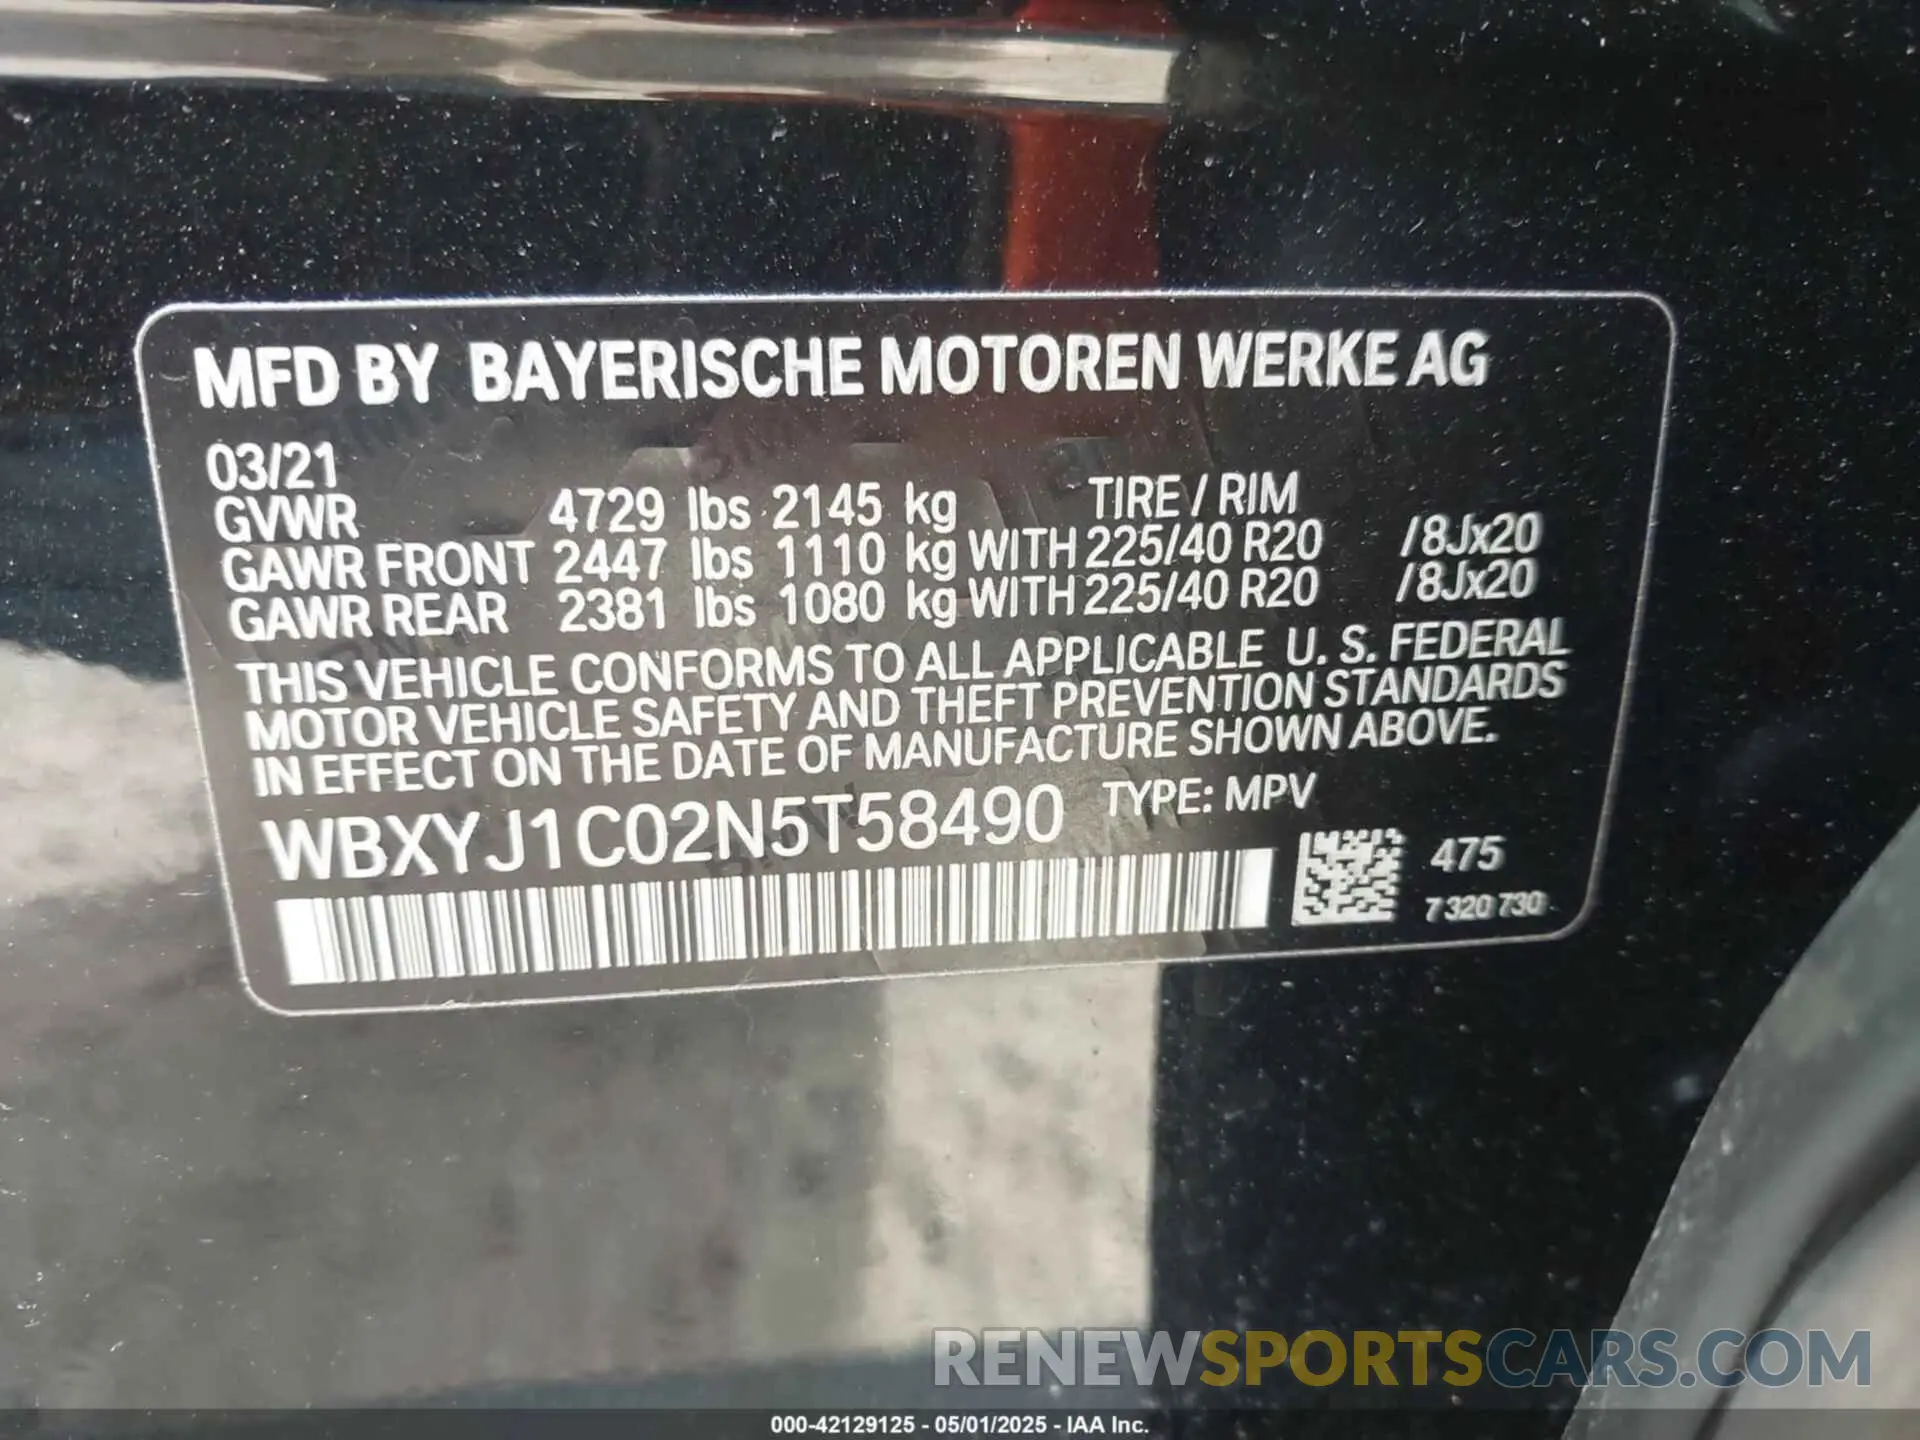 MFD BY BAYERISCHE MOTOREN WERKE AG
03/21
GVWR 4729 lbs 2145 kg TIRE / RIM
GAWR FRONT 2447 lbs 1110 kg WITH 225/40 R20 /8Jx20
GAWR REAR 2381 lbs 1080 kg WITH 225/40 R20 /8Jx20
THIS VEHICLE CONFORMS TO ALL APPLICABLE U. S. FEDERAL
MOTOR VEHICLE SAFETY AND THEFT PREVENTION STANDARDS
IN EFFECT ON THE DATE OF MANUFACTURE SHOWN ABOVE.
WBXYJ1C02N5T58490 TYPE: MPV
475
7 320 730
RENEWSPORTSCARS.COM
000-42129125 - 05/01/2025 - IAA Inc.